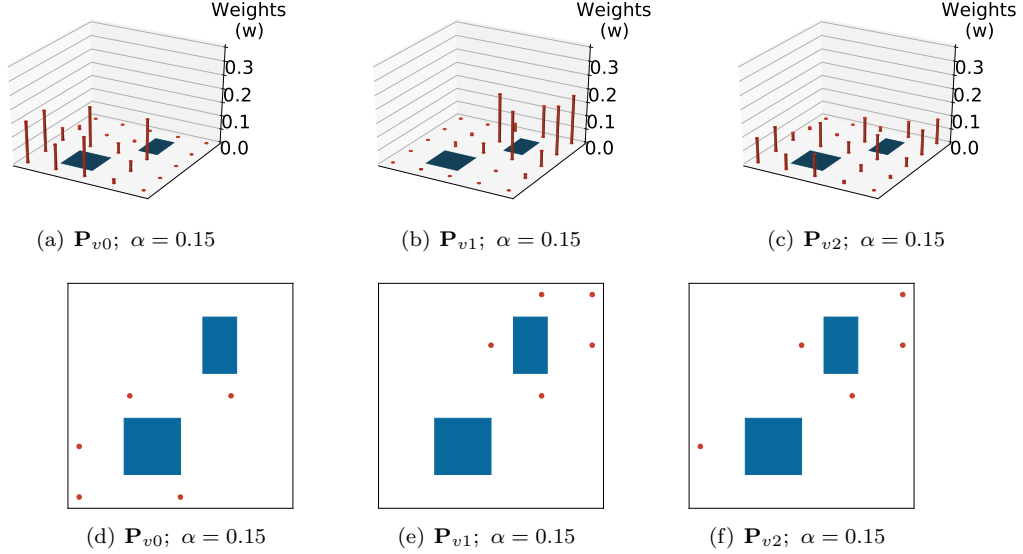 Weights
(w)
0.3
0.2
0.1
0.0
Weights
(w)
0.3
0.2
0.1
0.0
Weights
(w)
0.3
0.2
0.1
0.0
(a) P_{v0}; α = 0.15
(b) P_{v1}; α = 0.15
(c) P_{v2}; α = 0.15
(d) P_{v0}; α = 0.15
(e) P_{v1}; α = 0.15
(f) P_{v2}; α = 0.15